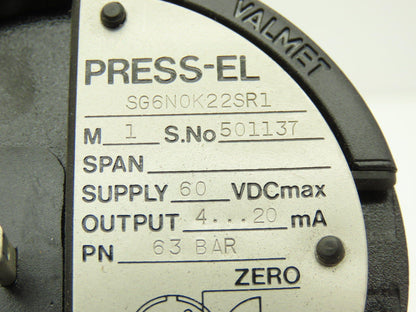 VALMET
PRESS-EL
SG6N0K22SR1
M 1 S.No 501137
SPAN
SUPPLY 60 VDCmax
OUTPUT 4...20 mA
PN 63 BAR
ZERO